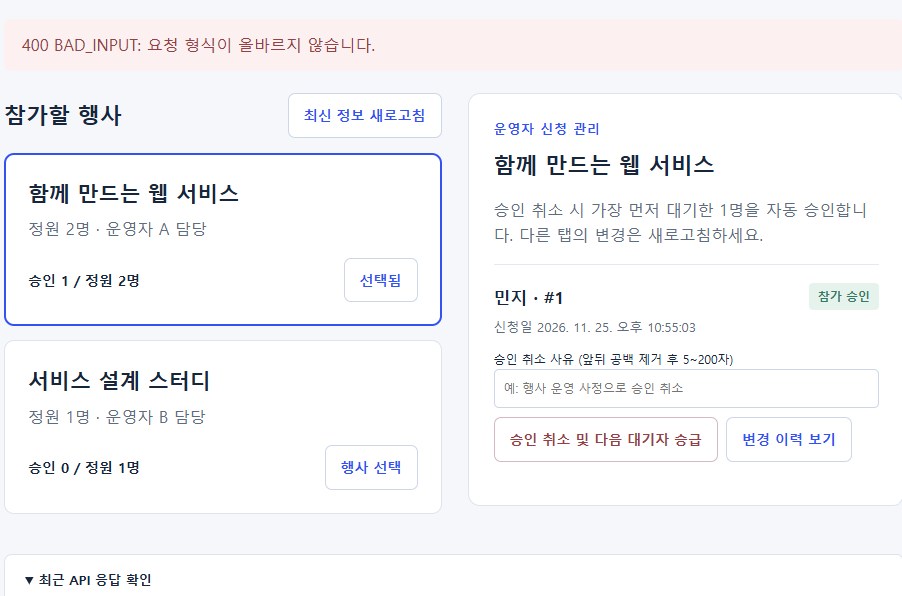 400 BAD_INPUT: 요청 형식이 올바르지 않습니다.
참가할 행사
최신 정보 새로고침
함께 만드는 웹 서비스
정원 2명 · 운영자 A 담당
승인 1 / 정원 2명
선택됨
서비스 설계 스터디
정원 1명 · 운영자 B 담당
승인 0 / 정원 1명
행사 선택
운영자 신청 관리
함께 만드는 웹 서비스
승인 취소 시 가장 먼저 대기한 1명을 자동 승인합니
다. 다른 탭의 변경은 새로고침하세요.
민지 · #1
참가 승인
신청일 2026. 11. 25. 오후 10:55:03
승인 취소 사유 (앞뒤 공백 제거 후 5~200자)
예: 행사 운영 사정으로 승인 취소
승인 취소 및 다음 대기자 승급
변경 이력 보기
▼ 최근 API 응답 확인